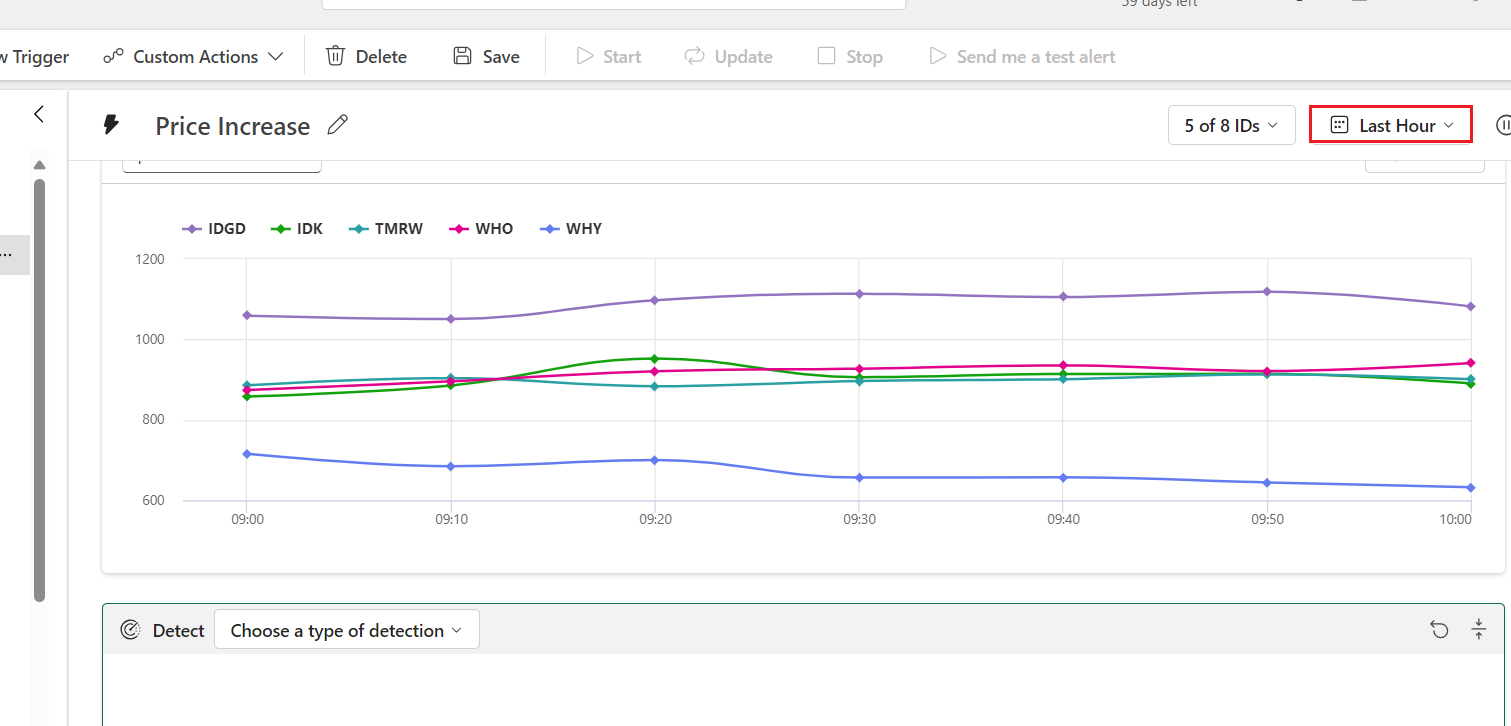 59 days left
w Trigger Custom Actions Delete Save Start Update Stop Send me a test alert
Price Increase 5 of 8 IDs Last Hour
IDGD IDK TMRW WHO WHY
1200
1000
800
600
09:00 09:10 09:20 09:30 09:40 09:50 10:00
Detect Choose a type of detection